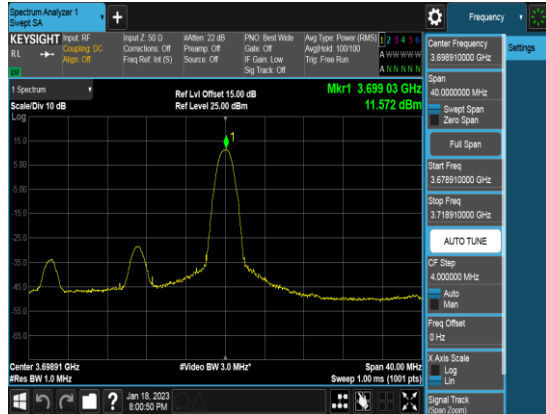 Spectrum Analyzer 1
Swept SA
+
Frequency
KEYSIGHT
RL
Input: RF
Coupling: DC
Align: Off
Input Z: 50 Ω
Corrections: Off
Freq Ref: Int (S)
#Atten: 22 dB
Preamp: Off
Source: Off
PNO: Best Wide
Gate: Off
IF Gain: Low
Sig Track: Off
Avg Type: Power (RMS)
Avg|Hold: 100/100
Trig: Free Run
1 2 3 4 5 6
A W W W W W
A N N N N N
1 Spectrum
Scale/Div 10 dB
Ref Lvl Offset 15.00 dB
Ref Level 25.00 dBm
Mkr1 3.699 03 GHz
11.572 dBm
Log
15.0
5.00
-5.00
-15.0
-25.0
-35.0
-45.0
-55.0
-65.0
1
Center 3.69891 GHz
#Res BW 1.0 MHz
#Video BW 3.0 MHz*
Span 40.00 MHz
Sweep 1.00 ms (1001 pts)
Jan 18, 2023
8:00:50 PM
Center Frequency
3.698910000 GHz
Settings
Span
40.0000000 MHz
Swept Span
Zero Span
Full Span
Start Freq
3.678910000 GHz
Stop Freq
3.718910000 GHz
AUTO TUNE
CF Step
4.000000 MHz
Auto
Man
Freq Offset
0 Hz
X Axis Scale
Log
Lin
Signal Track
(Span Zoom)